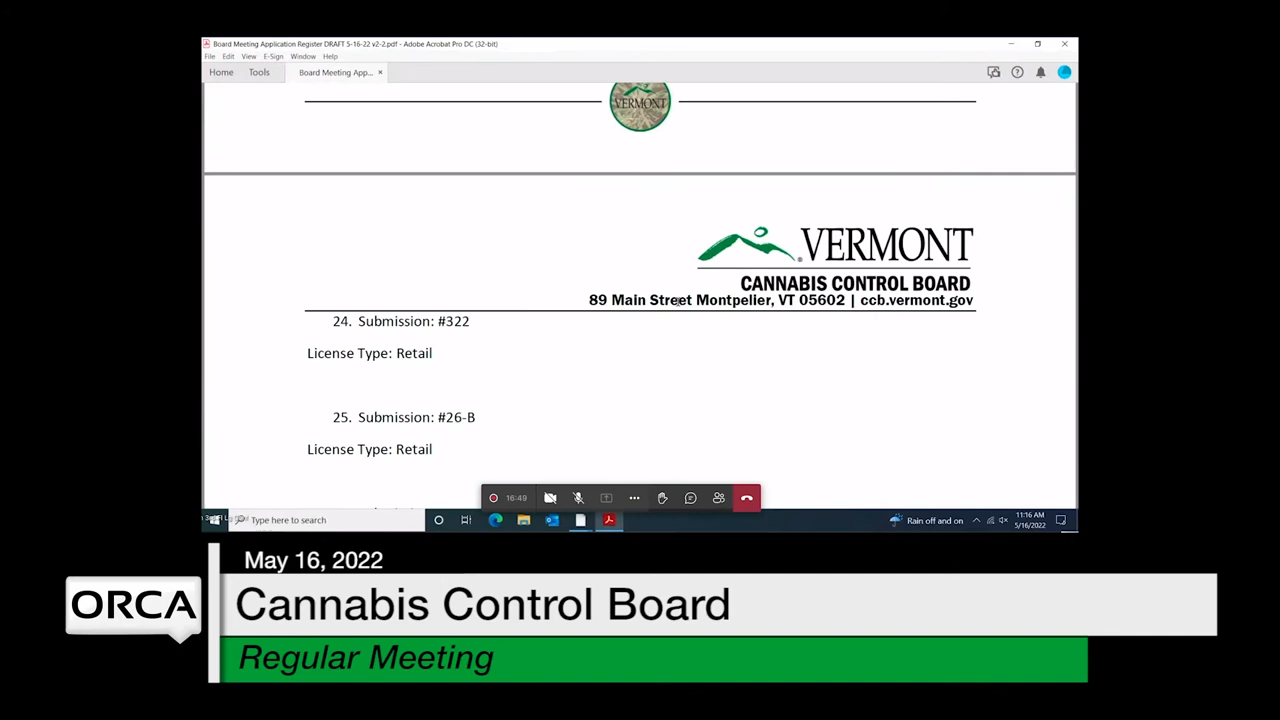 Board Meeting Application Register DRAFT 5-16-22 v2-2.pdf - Adobe Acrobat Pro DC (32-bit)
File Edit View E-Sign Window Help
Home Tools Board Meeting App... ×
VERMONT
VERMONT
CANNABIS CONTROL BOARD
89 Main Street Montpelier, VT 05602 | ccb.vermont.gov
24. Submission: #322
License Type: Retail
25. Submission: #26-B
License Type: Retail
16:49
Type here to search
Rain off and on
11:16 AM
5/16/2022
May 16, 2022
ORCA
Cannabis Control Board
Regular Meeting